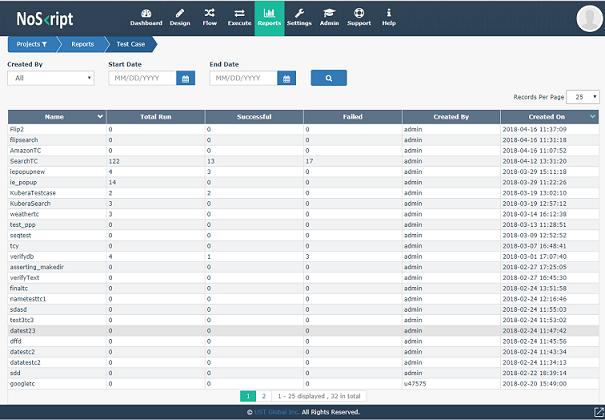 NoScript
Dashboard Design Flow Execute Reports Settings Admin Support Help
Projects Reports Test Case
Created By Start Date End Date
All MM/DD/YYYY MM/DD/YYYY
Records Per Page 25
Name Total Run Successful Failed Created By Created On
Flip2 0 0 0 admin 2018-04-16 11:37:09
flipsearch 0 0 0 admin 2018-04-16 11:31:18
AmazonTC 0 0 0 admin 2018-04-16 11:07:52
SearchTC 122 13 17 admin 2018-04-12 13:31:20
iepopupnew 4 3 0 admin 2018-03-29 15:11:18
ie_popup 14 0 0 admin 2018-03-29 11:22:26
KuberaTestcase 2 2 0 admin 2018-03-19 13:02:10
KuberaSearch 3 0 0 admin 2018-03-19 12:57:12
weathertc 3 0 0 admin 2018-03-14 16:12:38
test_ppp 0 0 0 admin 2018-03-13 11:28:51
seqtest 0 0 0 admin 2018-03-09 12:52:52
tcy 0 0 0 admin 2018-03-07 16:48:41
verifydb 4 1 3 admin 2018-03-01 17:07:40
asserting_makedir 0 0 0 admin 2018-02-27 17:25:05
verifyText 0 0 0 admin 2018-02-27 16:45:30
finaltc 0 0 0 admin 2018-02-24 13:51:58
nametesttc1 0 0 0 admin 2018-02-24 12:16:46
sdasd 0 0 0 admin 2018-02-24 11:55:03
test3tc3 0 0 0 admin 2018-02-24 11:53:02
datest23 0 0 0 admin 2018-02-24 11:47:42
dffd 0 0 0 admin 2018-02-24 11:45:56
datestc2 0 0 0 admin 2018-02-24 11:43:34
datatestc2 0 0 0 admin 2018-02-24 11:34:13
sdd 0 0 0 admin 2018-02-22 18:39:14
googletc 0 0 0 u47575 2018-02-20 15:49:00
1 2 1 - 25 displayed , 32 in total
© UST Global Inc. All Rights Reserved.